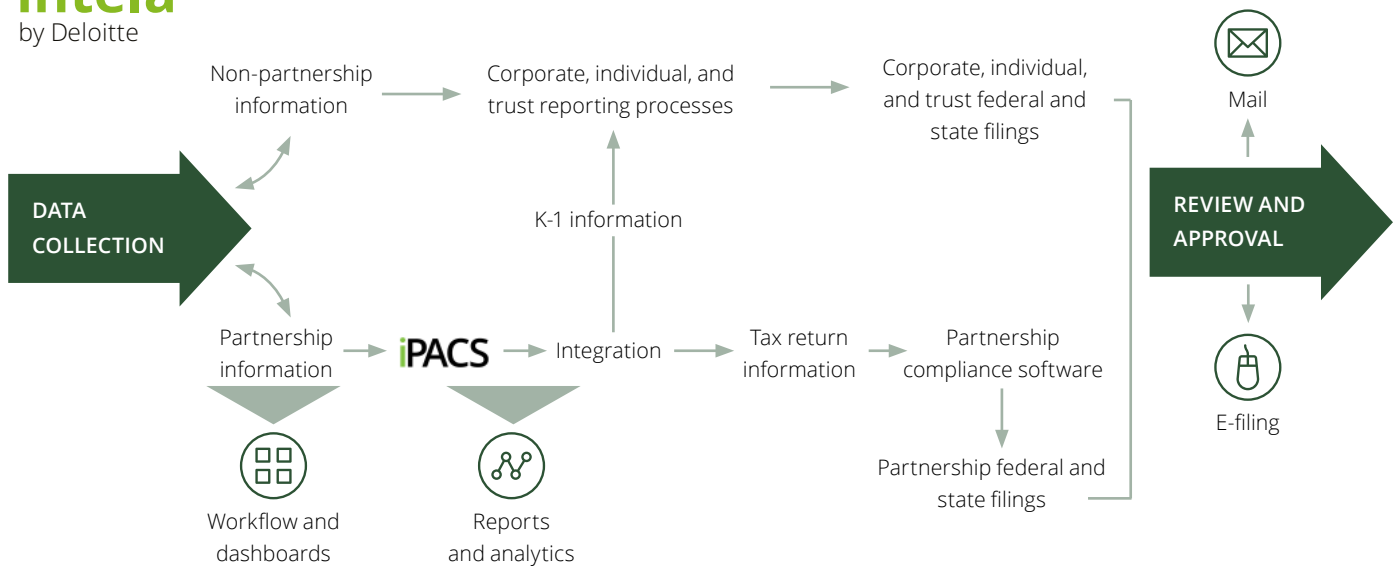 intela
by Deloitte
Non-partnership
information
Corporate, individual, and
trust reporting processes
Corporate, individual,
and trust federal and
state filings
Mail
DATA
COLLECTION
K-1 information
REVIEW AND
APPROVAL
Partnership
information
iPACS
Integration
Tax return
information
Partnership
compliance software
E-filing
Partnership federal and
state filings
Workflow and
dashboards
Reports
and analytics